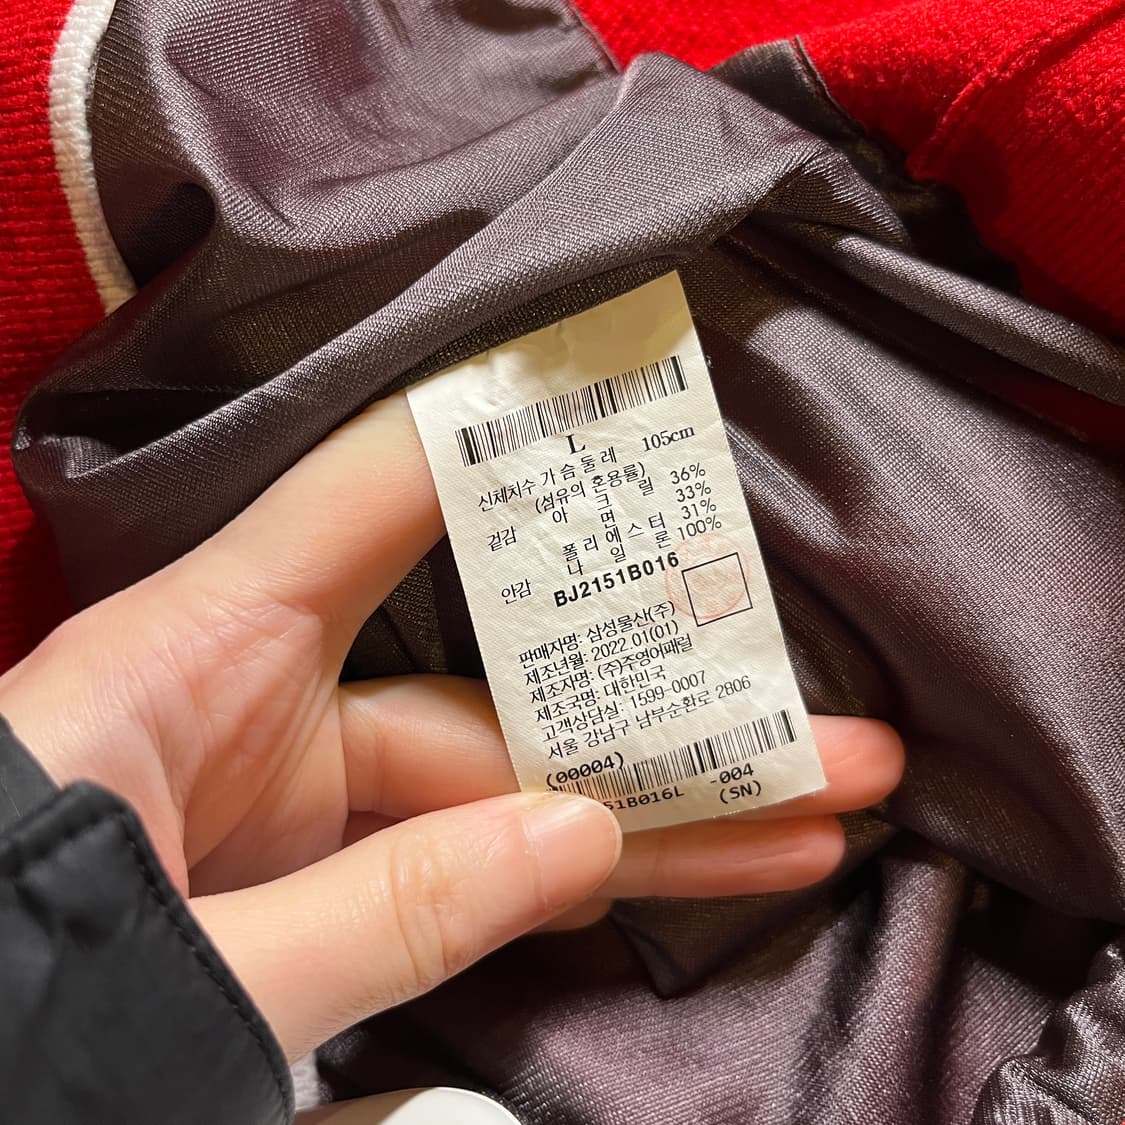 L
신체치수 가슴둘레 105cm
(섬유의 혼용률)
겉감 아크릴 36%
면 33%
폴리에스터 31%
안감 나일론 100%
BJ2151B016
판매자명: 삼성물산(주)
제조년월: 2022.01(01)
제조자명: (주)주영어패럴
제조국명: 대한민국
고객상담실: 1599-0007
서울 강남구 남부순환로 2806
(00004)
51B016L -004
(SN)